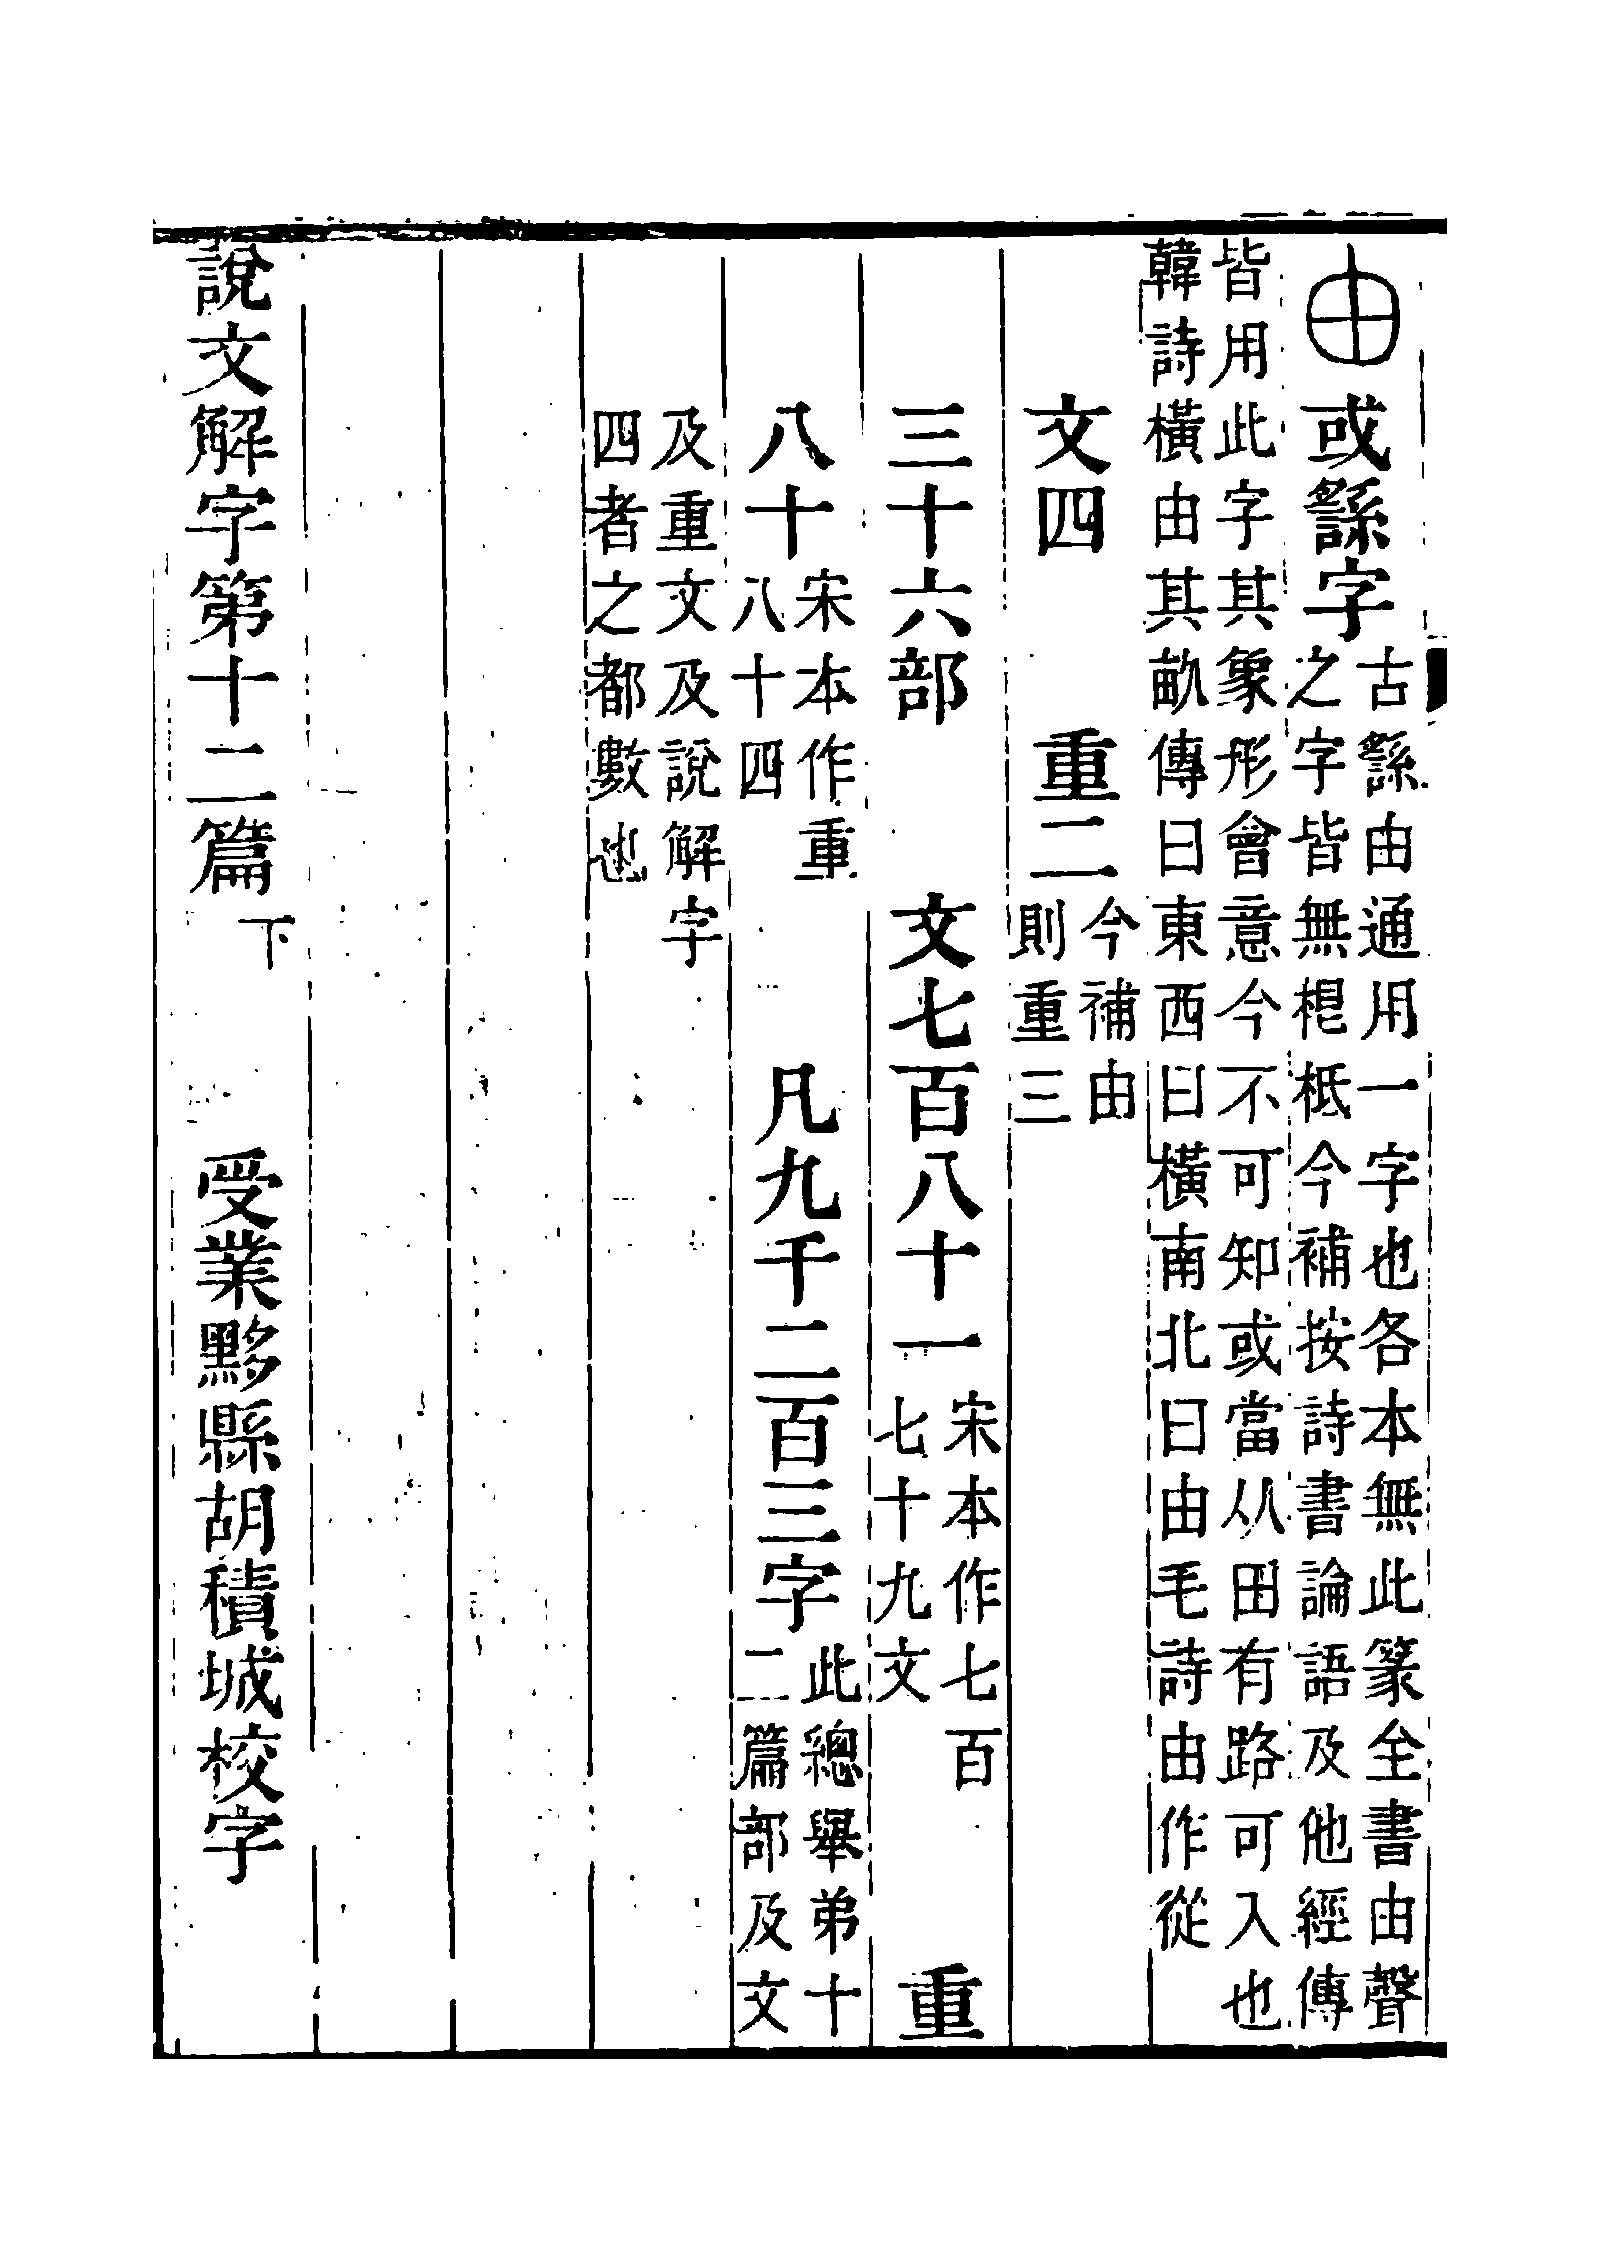 由或繇字古繇由通用一字也各本無此篆全書由聲
之字皆無柢柢今補按詩書論語及他經傳
皆用此字其象形會意今不可知或當从田有路可入也
韓詩橫由其畝傳曰東西曰橫南北曰由毛詩由作從
文四　重二今補由
則重三
三十六部　文七百八十一宋本作七百
七十九文　重
八十宋本作重
八十四　凡九千二百三字此總舉弟十
二篇部及文
及重文及說解字
四者之都數也
說文解字第十二篇下　受業黟縣胡積城校字